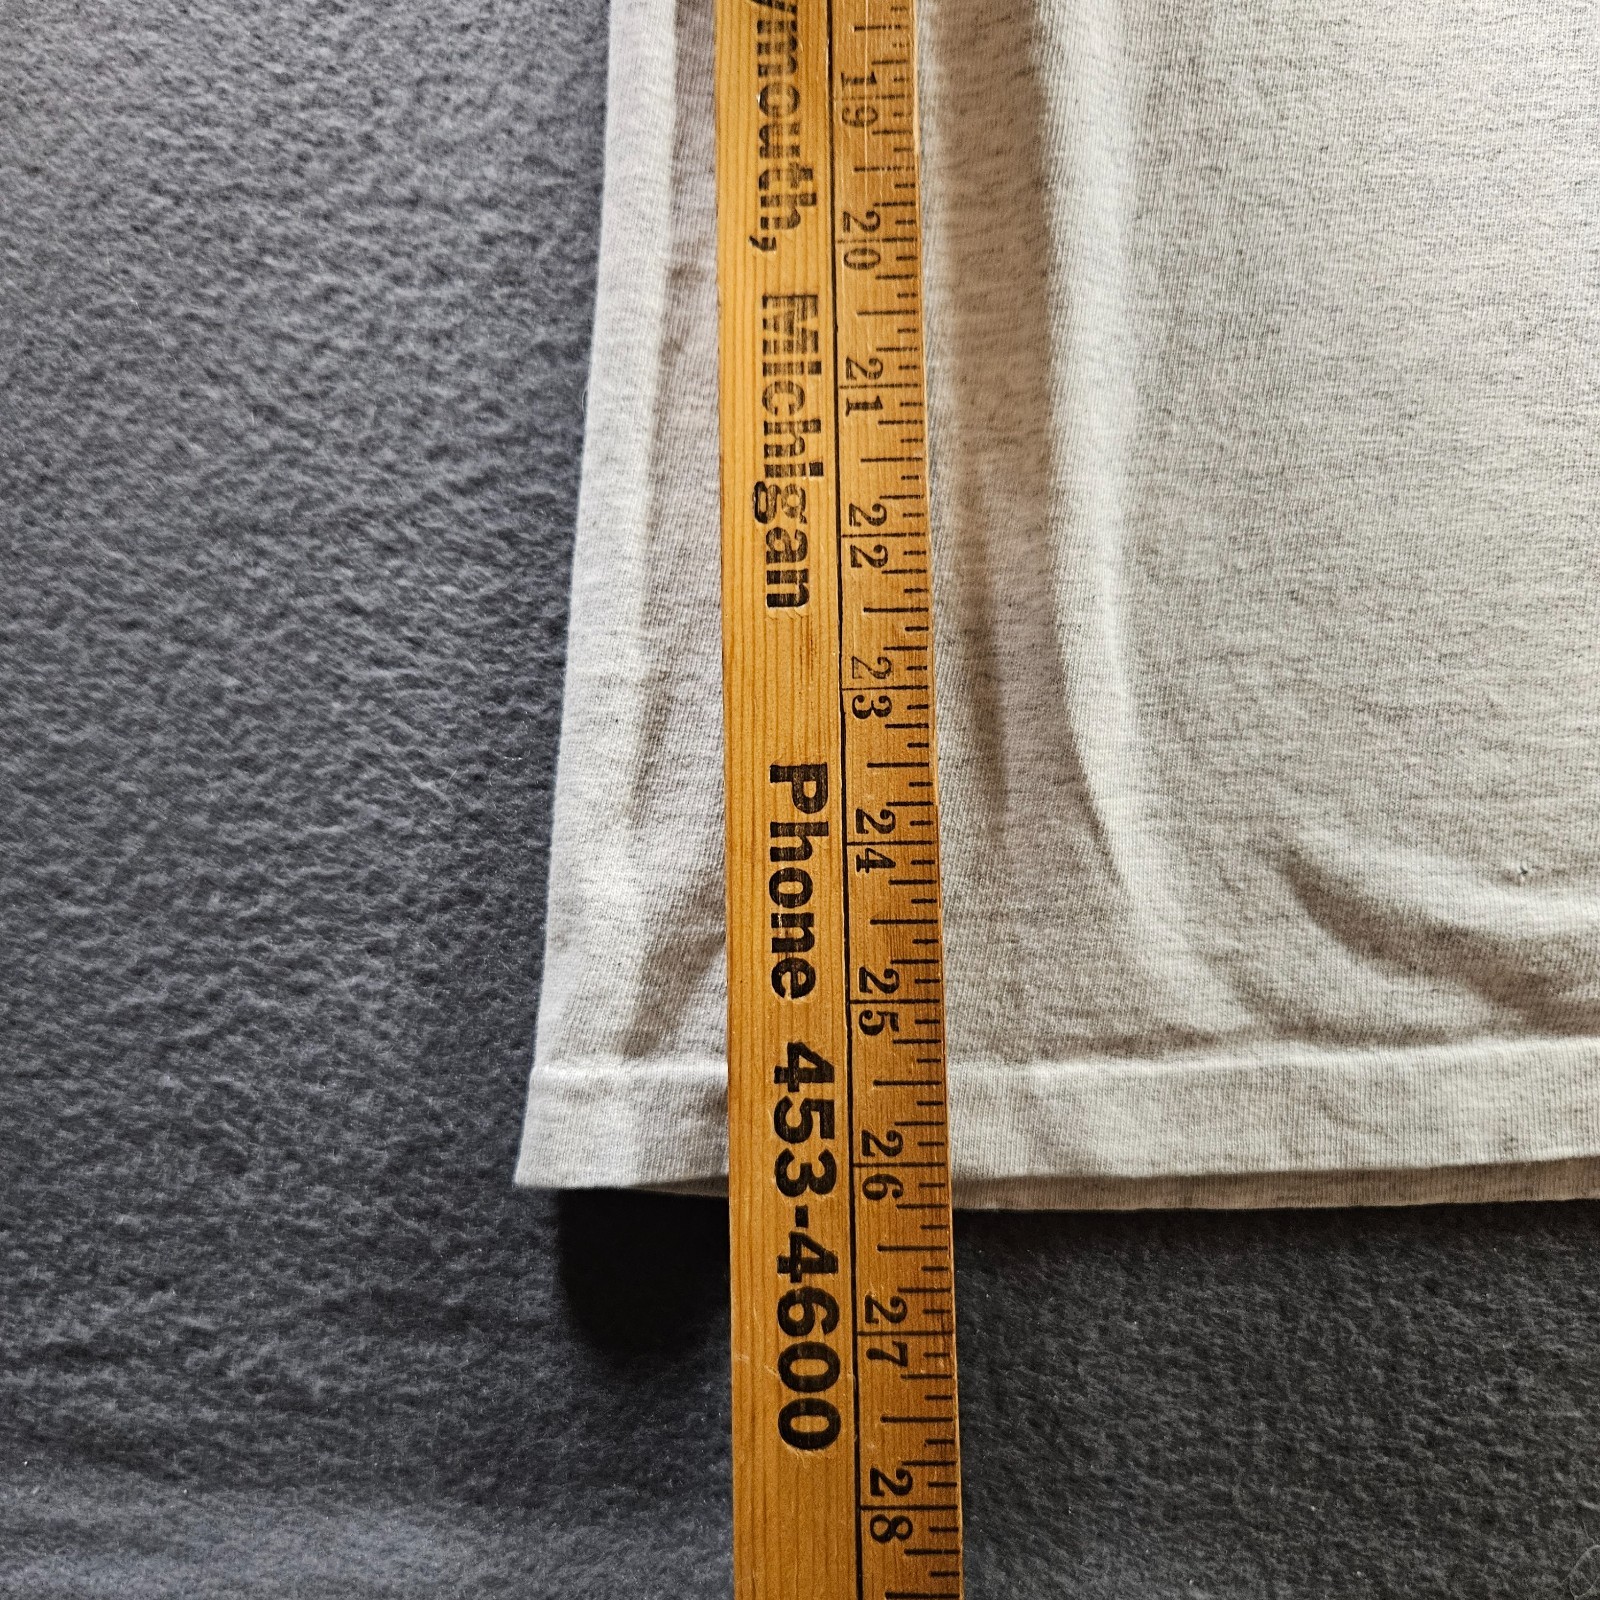 ymouth, Michigan Phone 453-4600
19 20 21 22 23 24 25 26 27 28